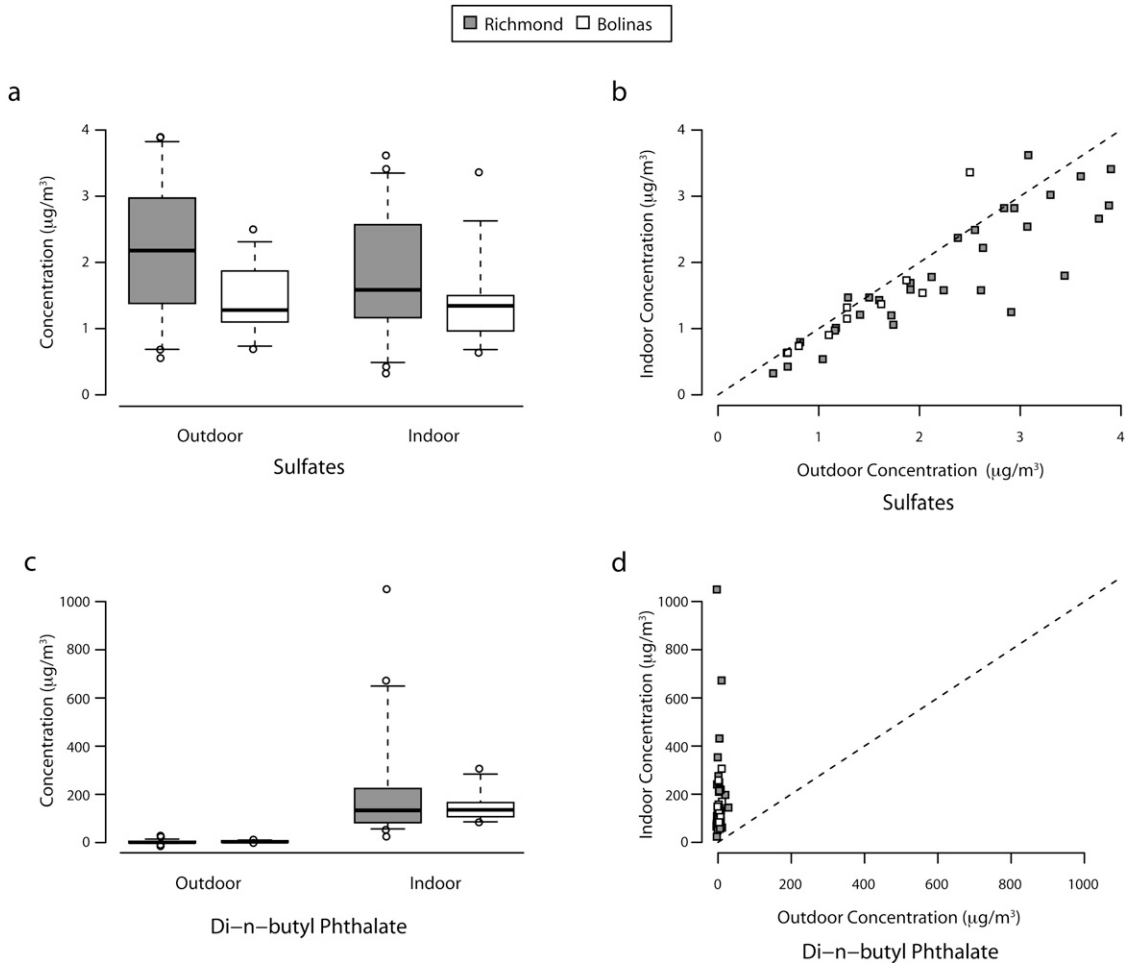 Richmond Bolinas
a
Concentration (μg/m³)
4
3
2
1
0
Outdoor Indoor
Sulfates
b
Indoor Concentration (μg/m³)
4
3
2
1
0
0 1 2 3 4
Outdoor Concentration (μg/m³)
Sulfates
c
Concentration (μg/m³)
1000
800
600
400
200
0
Outdoor Indoor
Di−n−butyl Phthalate
d
Indoor Concentration (μg/m³)
1000
800
600
400
200
0
0 200 400 600 800 1000
Outdoor Concentration (μg/m³)
Di−n−butyl Phthalate